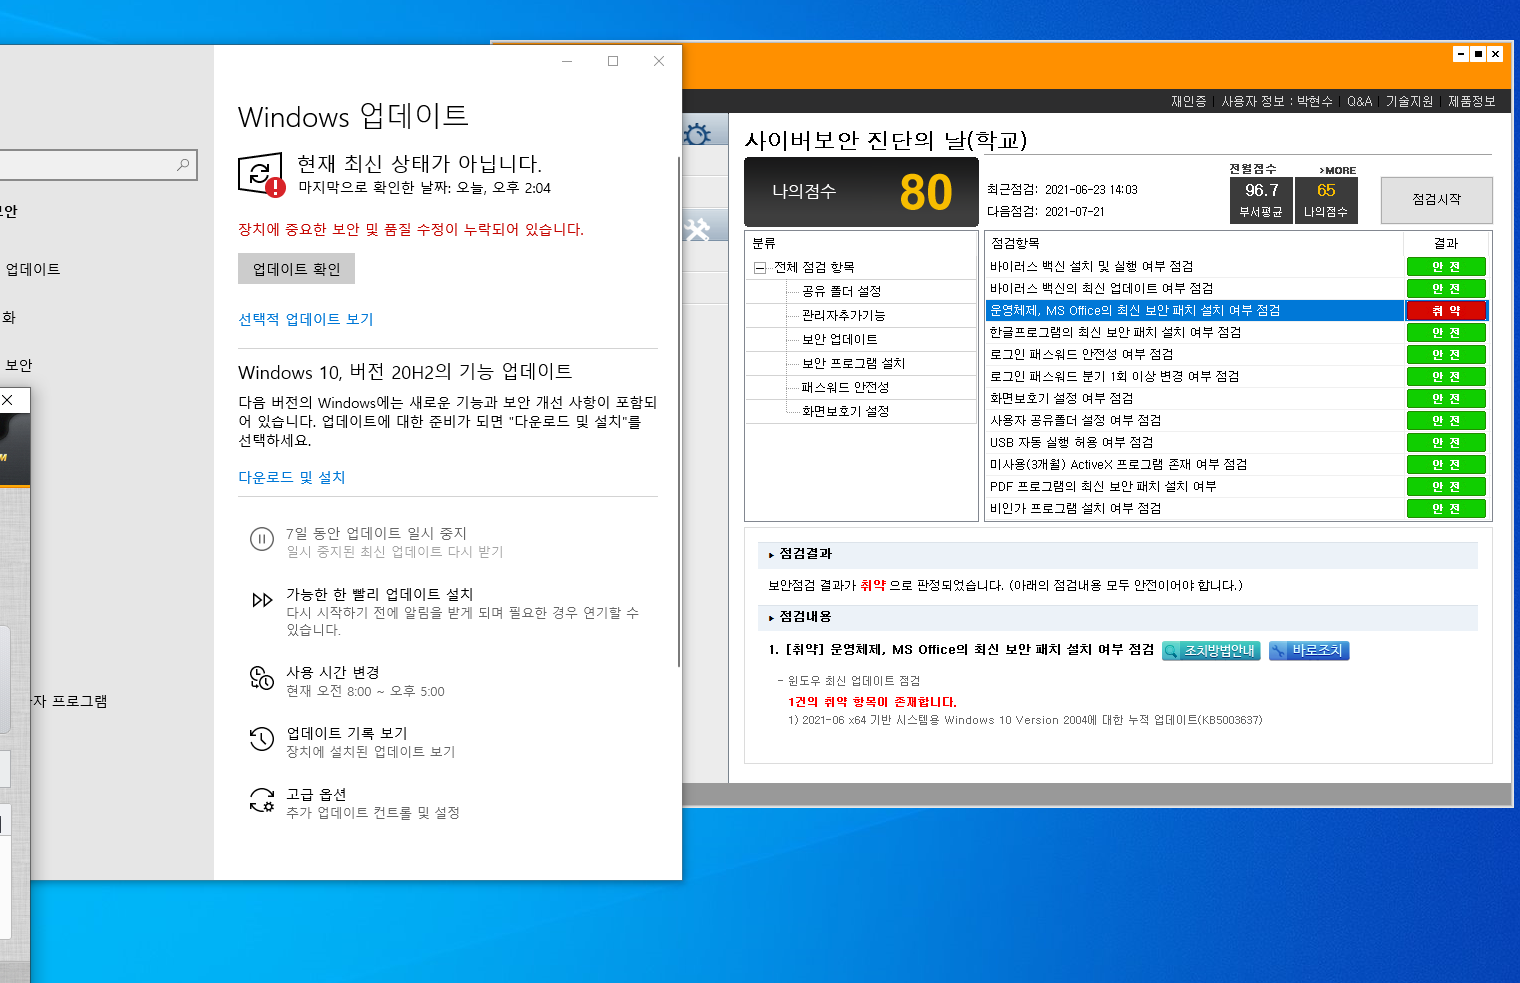 보안
업데이트
화
보안
자 프로그램
Windows 업데이트
현재 최신 상태가 아닙니다.
마지막으로 확인한 날짜: 오늘, 오후 2:04
장치에 중요한 보안 및 품질 수정이 누락되어 있습니다.
업데이트 확인
선택적 업데이트 보기
Windows 10, 버전 20H2의 기능 업데이트
다음 버전의 Windows에는 새로운 기능과 보안 개선 사항이 포함되
어 있습니다. 업데이트에 대한 준비가 되면 "다운로드 및 설치"를
선택하세요.
다운로드 및 설치
7일 동안 업데이트 일시 중지
일시 중지된 최신 업데이트 다시 받기
가능한 한 빨리 업데이트 설치
다시 시작하기 전에 알림을 받게 되며 필요한 경우 연기할 수
있습니다.
사용 시간 변경
현재 오전 8:00 ~ 오후 5:00
업데이트 기록 보기
장치에 설치된 업데이트 보기
고급 옵션
추가 업데이트 컨트롤 및 설정
재인증 | 사용자 정보 : 박현수 | Q&A | 기술지원 | 제품정보
사이버보안 진단의 날(학교)
나의점수 80
최근점검: 2021-06-23 14:03
다음점검: 2021-07-21
전월점수 >MORE
96.7 65
부서평균 나의점수
점검시작
분류
전체 점검 항목
공유 폴더 설정
관리자추가기능
보안 업데이트
보안 프로그램 설치
패스워드 안전성
화면보호기 설정
점검항목 결과
바이러스 백신 설치 및 실행 여부 점검 안 전
바이러스 백신의 최신 업데이트 여부 점검 안 전
운영체제, MS Office의 최신 보안 패치 설치 여부 점검 취 약
한글프로그램의 최신 보안 패치 설치 여부 점검 안 전
로그인 패스워드 안전성 여부 점검 안 전
로그인 패스워드 분기 1회 이상 변경 여부 점검 안 전
화면보호기 설정 여부 점검 안 전
사용자 공유폴더 설정 여부 점검 안 전
USB 자동 실행 허용 여부 점검 안 전
미사용(3개월) ActiveX 프로그램 존재 여부 점검 안 전
PDF 프로그램의 최신 보안 패치 설치 여부 안 전
비인가 프로그램 설치 여부 점검 안 전
점검결과
보안점검 결과가 취약 으로 판정되었습니다. (아래의 점검내용 모두 안전이어야 합니다.)
점검내용
1. [취약] 운영체제, MS Office의 최신 보안 패치 설치 여부 점검 조치방법안내 바로조치
- 윈도우 최신 업데이트 점검
1건의 취약 항목이 존재합니다.
1) 2021-06 x64 기반 시스템용 Windows 10 Version 2004에 대한 누적 업데이트(KB5003637)